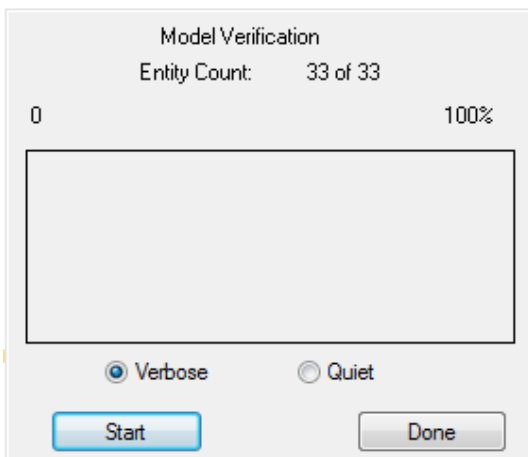 Model Verification
Entity Count: 33 of 33
0 100%
Verbose Quiet
Start Done